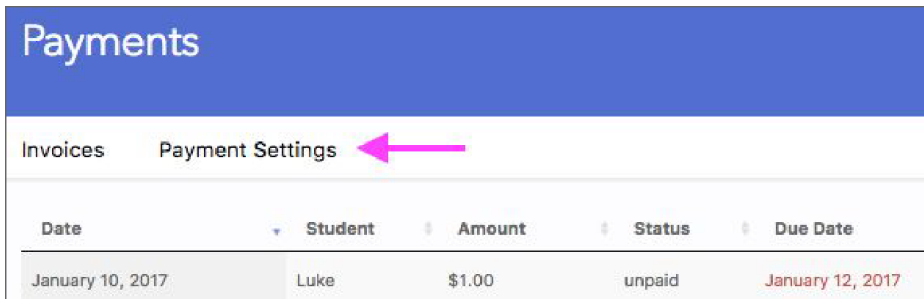 Payments
Invoices Payment Settings
Date Student Amount Status Due Date
January 10, 2017 Luke $1.00 unpaid January 12, 2017